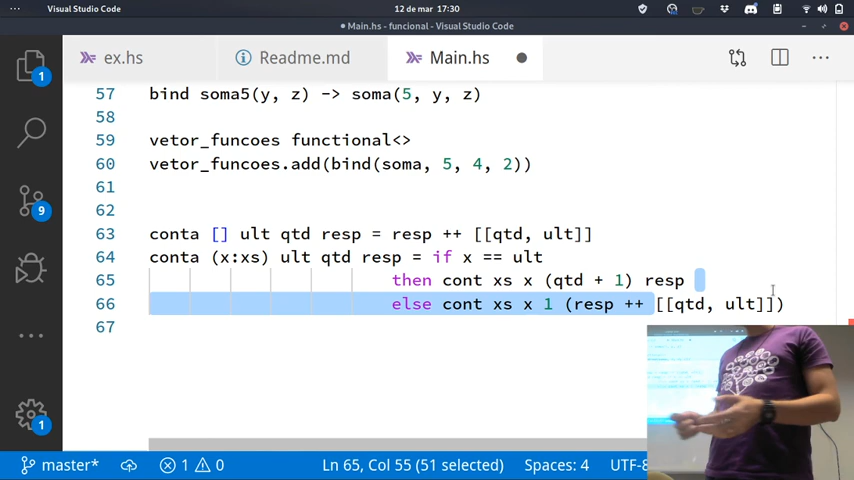 Visual Studio Code
12 de mar 17:30
● Main.hs - funcional - Visual Studio Code
ex.hs
Readme.md
Main.hs
57 bind soma5(y, z) -> soma(5, y, z)
58
59 vetor_funcoes functional<>
60 vetor_funcoes.add(bind(soma, 5, 4, 2))
61
62
63 conta [] ult qtd resp = resp ++ [[qtd, ult]]
64 conta (x:xs) ult qtd resp = if x == ult
65 then cont xs x (qtd + 1) resp
66 else cont xs x 1 (resp ++ [[qtd, ult]])
67
1
9
1
master*
1
0
Ln 65, Col 55 (51 selected)
Spaces: 4
UTF-8